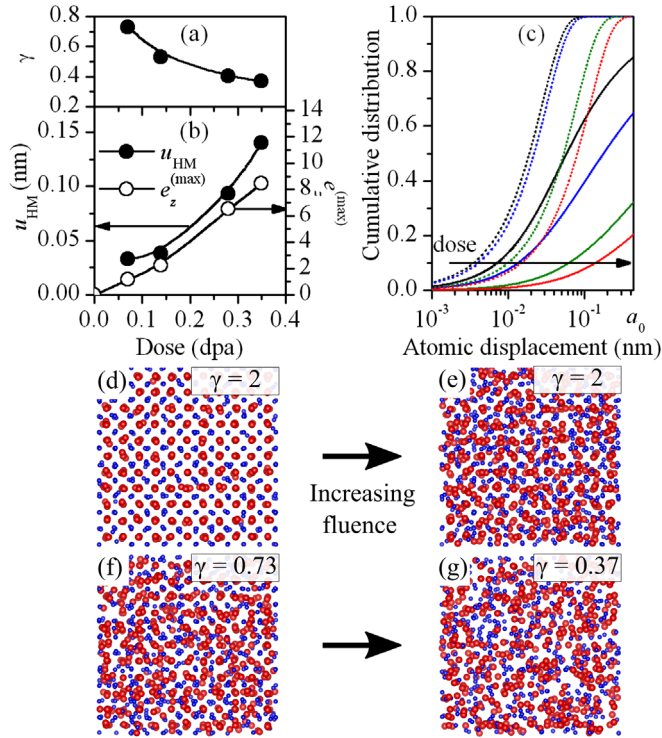 0.8
0.6
0.4
0.2
γ
(a)
0.15
0.10
0.05
0.00
u_HM (nm)
(b)
u_HM
e_z^(max)
14
12
10
8
6
4
2
0
e_z^(max)
0.0 0.1 0.2 0.3 0.4
Dose (dpa)
(c)
1.0
0.8
0.6
0.4
0.2
0.0
Cumulative distribution
dose
10^-3 10^-2 10^-1 a_0
Atomic displacement (nm)
(d) γ = 2
(e) γ = 2
Increasing
fluence
(f) γ = 0.73
(g) γ = 0.37